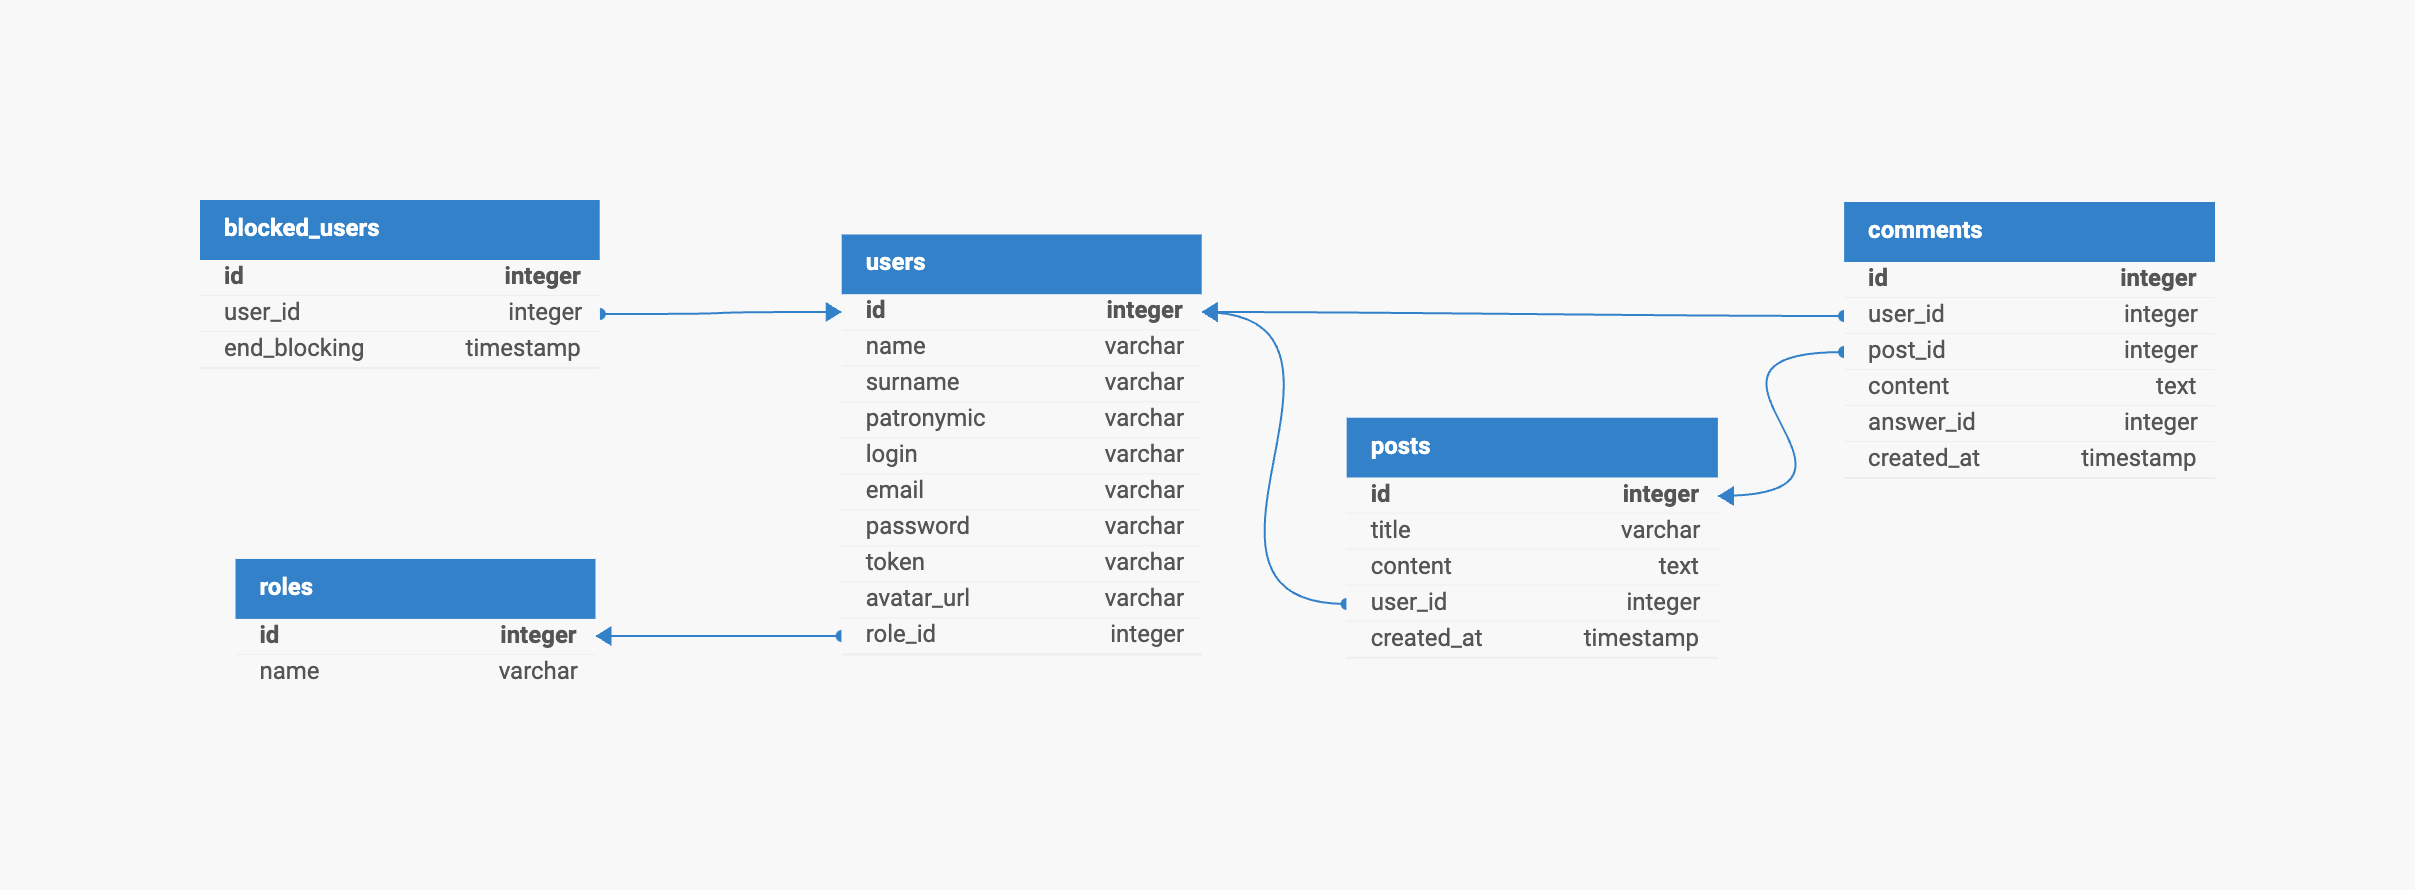 blocked_users
id integer
user_id integer
end_blocking timestamp
users
id integer
name varchar
surname varchar
patronymic varchar
login varchar
email varchar
password varchar
token varchar
avatar_url varchar
role_id integer
comments
id integer
user_id integer
post_id integer
content text
answer_id integer
created_at timestamp
posts
id integer
title varchar
content text
user_id integer
created_at timestamp
roles
id integer
name varchar